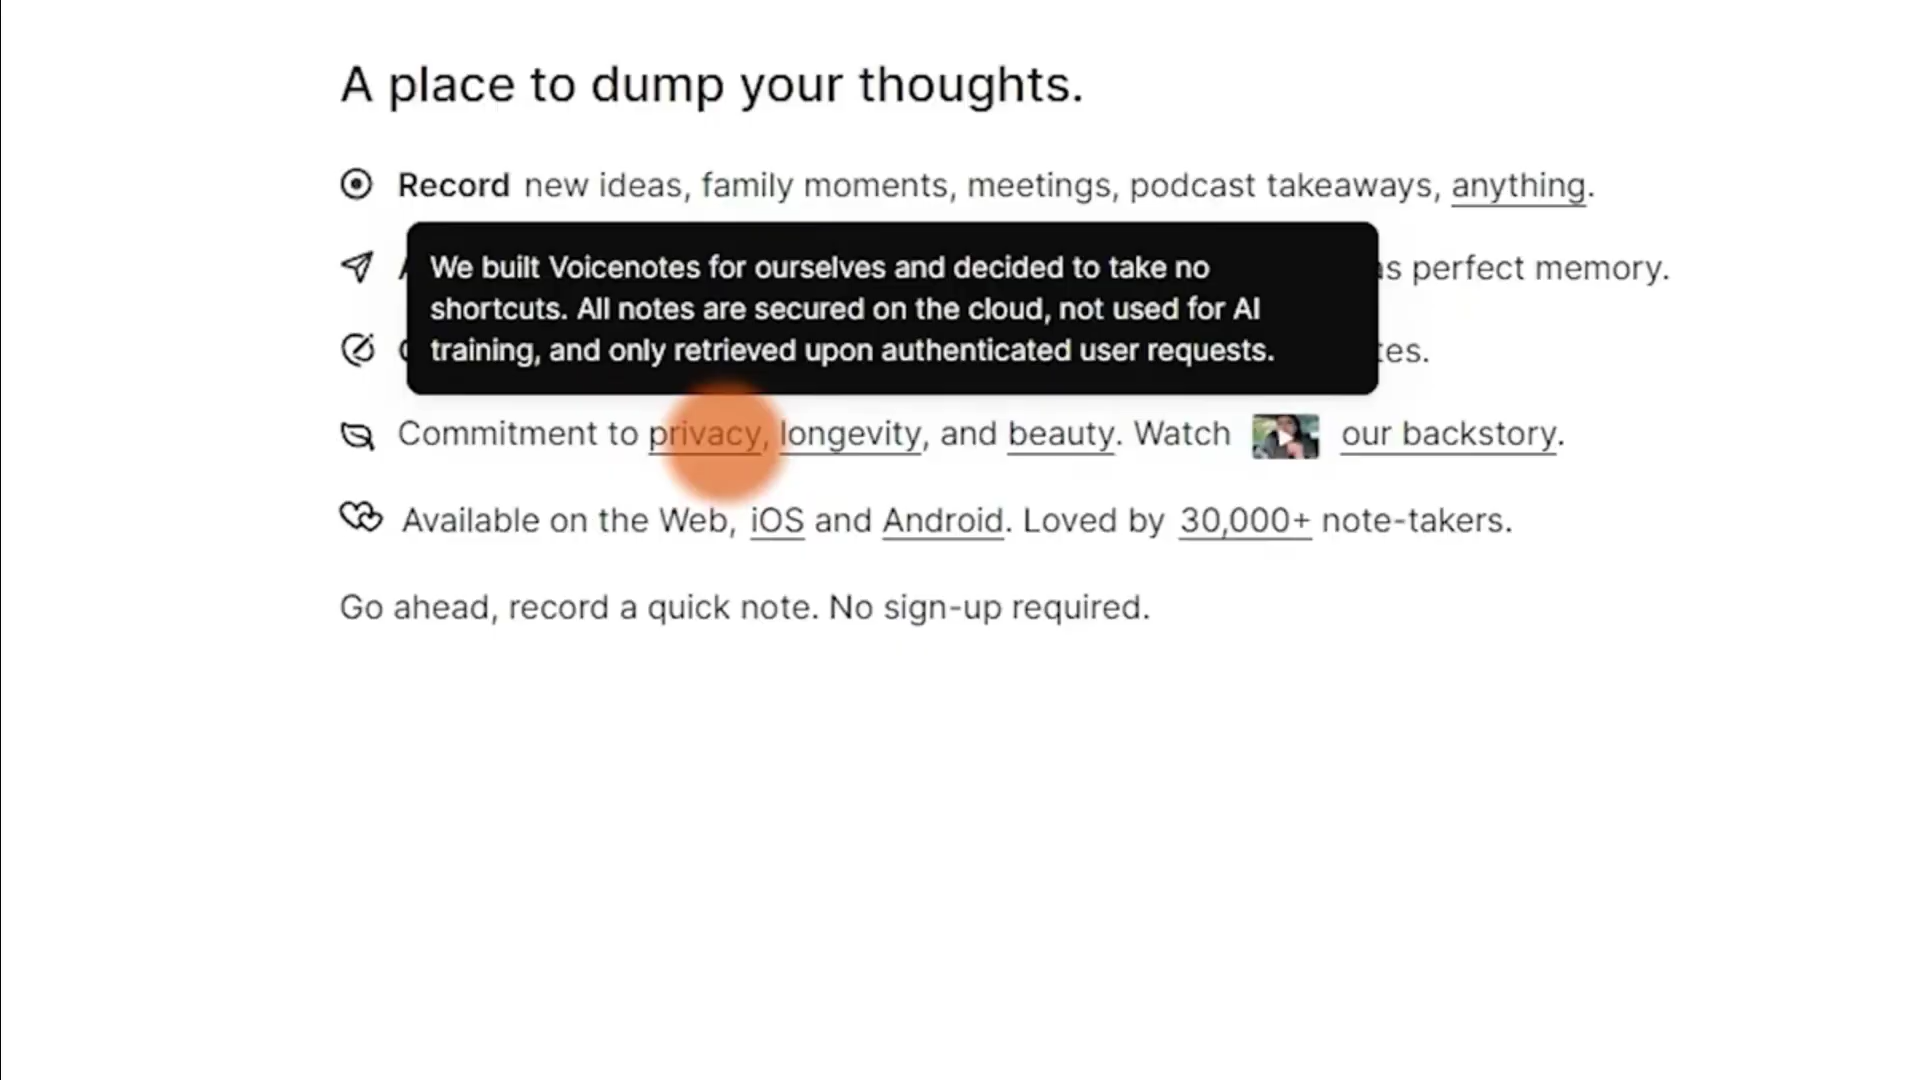 A place to dump your thoughts.
Record new ideas, family moments, meetings, podcast takeaways, anything.
We built Voicenotes for ourselves and decided to take no
shortcuts. All notes are secured on the cloud, not used for AI
training, and only retrieved upon authenticated user requests.
perfect memory.
Commitment to privacy, longevity, and beauty. Watch our backstory.
Available on the Web, iOS and Android. Loved by 30,000+ note-takers.
Go ahead, record a quick note. No sign-up required.